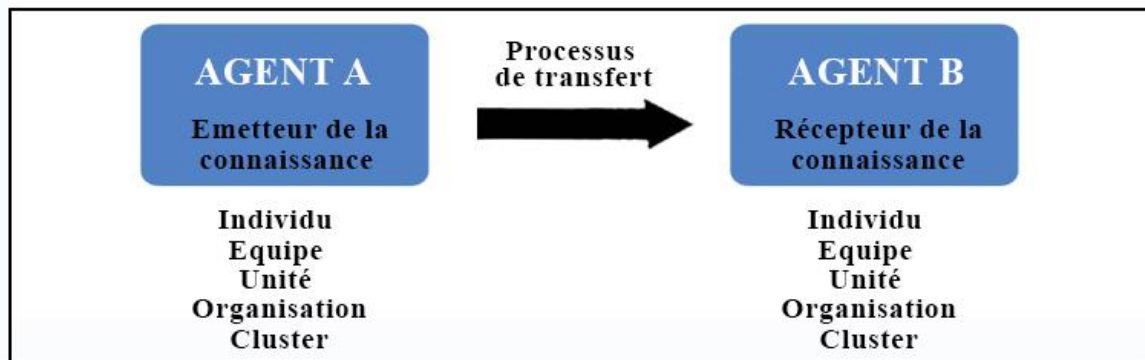 AGENT A
Emetteur de la
connaissance
Individu
Equipe
Unité
Organisation
Cluster
Processus
de transfert
AGENT B
Récepteur de la
connaissance
Individu
Equipe
Unité
Organisation
Cluster